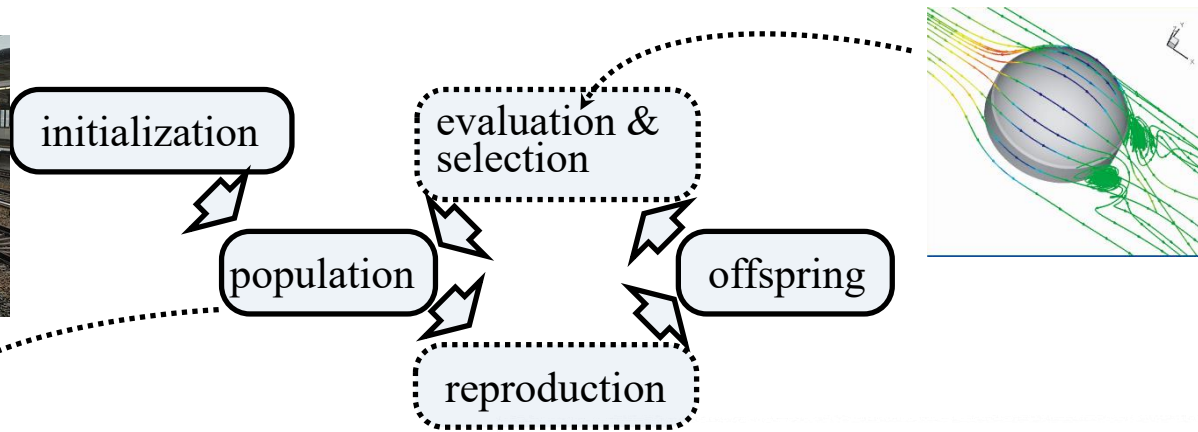 initialization
evaluation &
selection
population
offspring
reproduction